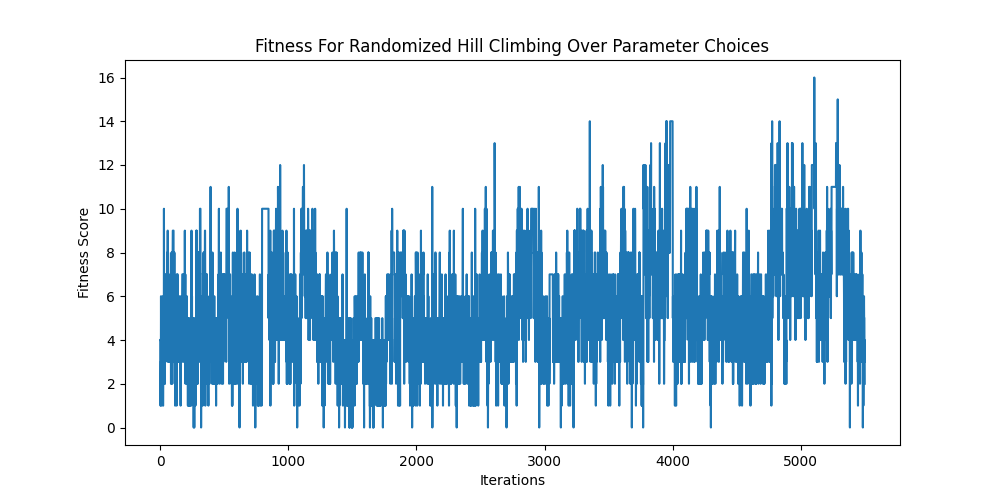 Fitness For Randomized Hill Climbing Over Parameter Choices
16
14
12
10
8
6
4
2
0
Fitness Score
0 1000 2000 3000 4000 5000
Iterations